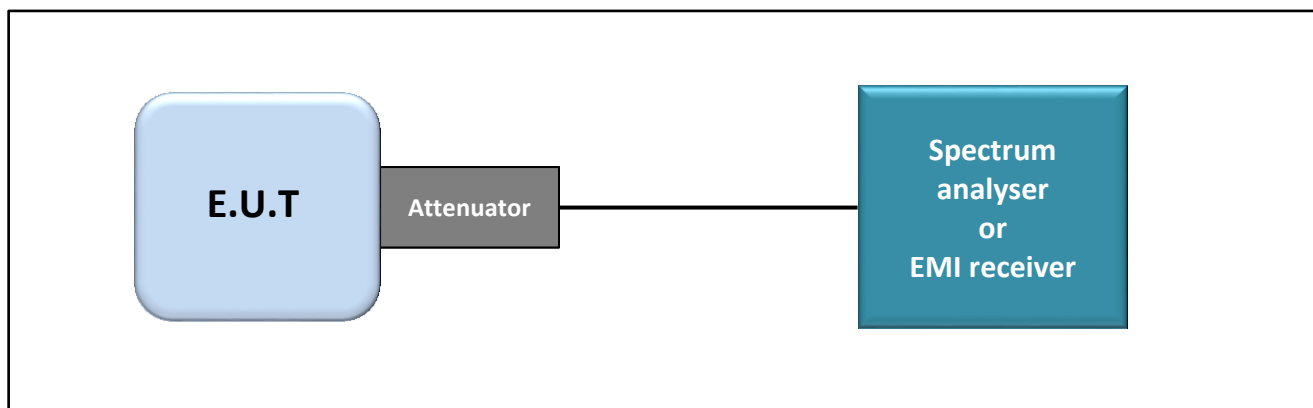 E.U.T
Attenuator
Spectrum
analyser
or
EMI receiver